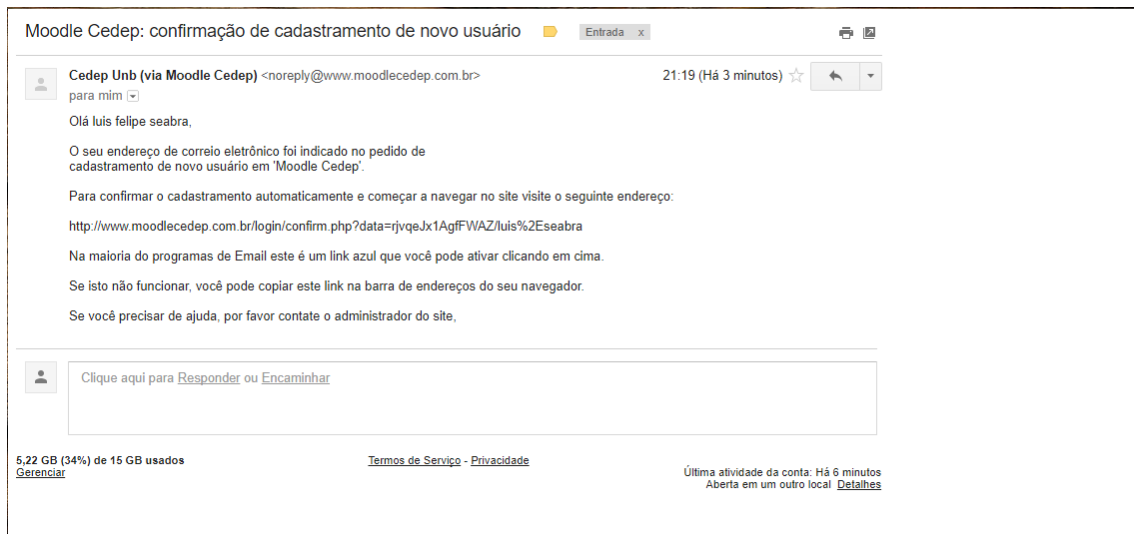 Moodle Cedep: confirmação de cadastramento de novo usuário Entrada x
Cedep Unb (via Moodle Cedep) <noreply@www.moodlecedep.com.br> 21:19 (Há 3 minutos)
para mim
Olá luis felipe seabra,
O seu endereço de correio eletrônico foi indicado no pedido de
cadastramento de novo usuário em 'Moodle Cedep'.
Para confirmar o cadastramento automaticamente e começar a navegar no site visite o seguinte endereço:
http://www.moodlecedep.com.br/login/confirm.php?data=rjvqeJx1AgfFWAZ/luis%2Eseabra
Na maioria do programas de Email este é um link azul que você pode ativar clicando em cima.
Se isto não funcionar, você pode copiar este link na barra de endereços do seu navegador.
Se você precisar de ajuda, por favor contate o administrador do site,
Clique aqui para Responder ou Encaminhar
5,22 GB (34%) de 15 GB usados
Gerenciar
Termos de Serviço - Privacidade
Última atividade da conta: Há 6 minutos
Aberta em um outro local Detalhes